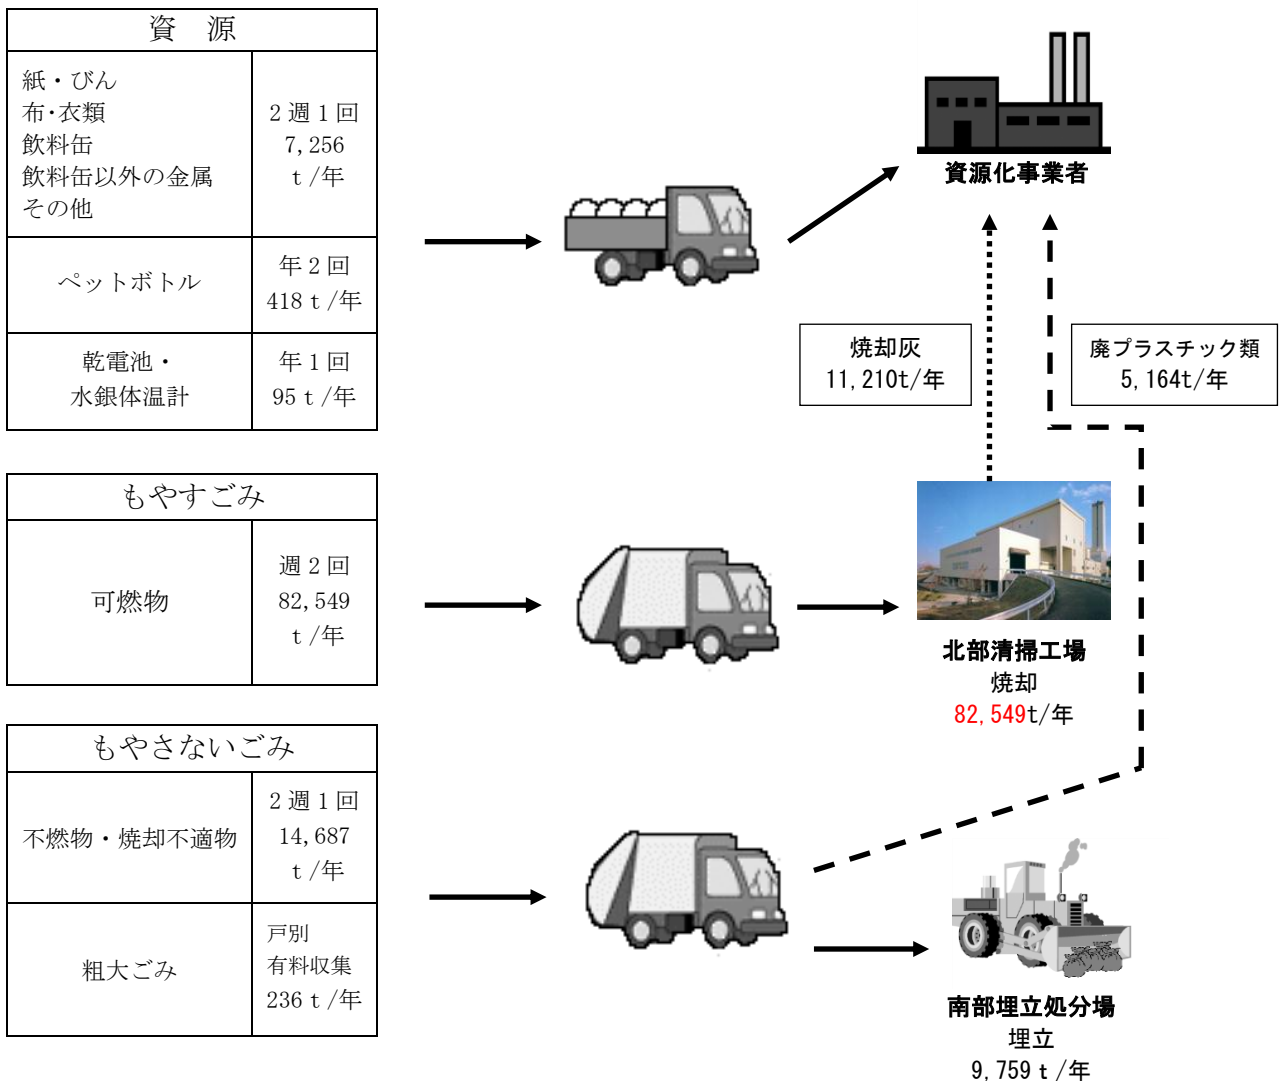 資　源
紙・びん
布・衣類
飲料缶
飲料缶以外の金属
その他
2週1回
7,256
t/年
ペットボトル
年2回
418t/年
乾電池・
水銀体温計
年1回
95t/年
もやすごみ
可燃物
週2回
82,549
t/年
もやさないごみ
不燃物・焼却不適物
2週1回
14,687
t/年
粗大ごみ
戸別
有料収集
236t/年
資源化事業者
焼却灰
11,210t/年
廃プラスチック類
5,164t/年
北部清掃工場
焼却
82,549t/年
南部埋立処分場
埋立
9,759t/年